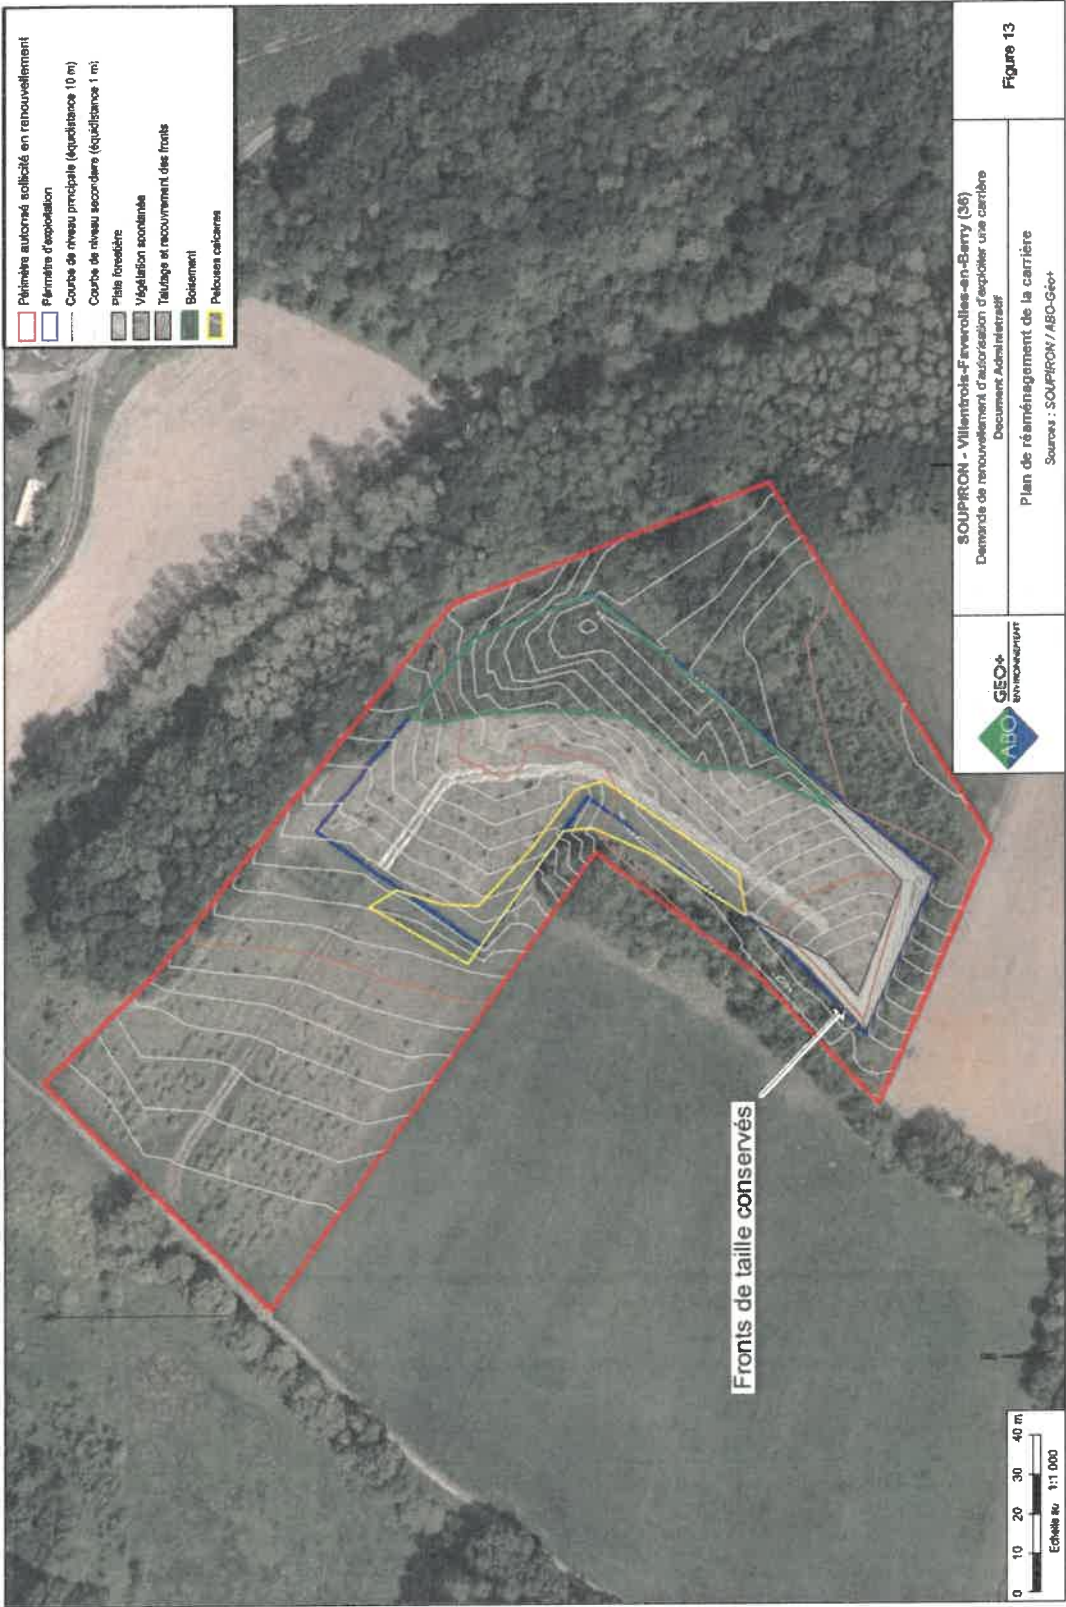 Périmètre autorisé sollicité en renouvellement
Périmètre d'exploitation
Courbe de niveau principale (équidistance 10 m)
Courbe de niveau secondaire (équidistance 1 m)
Piste forestière
Végétation spontanée
Talutage et recouvrement des fronts
Boisement
Pelouses calcaires
Fronts de taille conservés
0 10 20 30 40 m
Echelle au 1:1 000
ABO GEO+
ENVIRONNEMENT
SOUPIRON - Villentrois-Faverolles-en-Berry (36)
Demande de renouvellement d'autorisation d'exploiter une carrière
Document Administratif
Plan de réaménagement de la carrière
Sources : SOUPIRON / ABO-Géo+
Figure 13